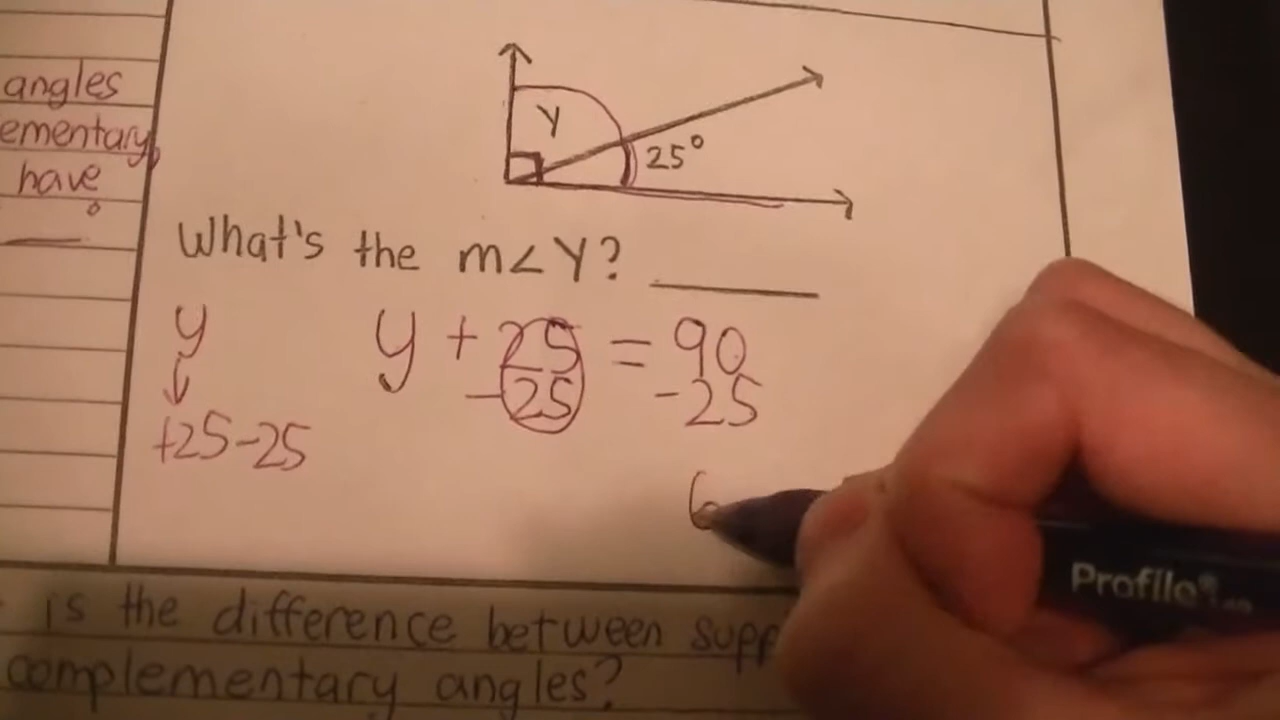 angles
ementary,
have
Y
25°
What's the m∠Y?
y
y + 25 = 90
-25 -25
+25-25
6
Profile
is the difference between supp
complementary angles?